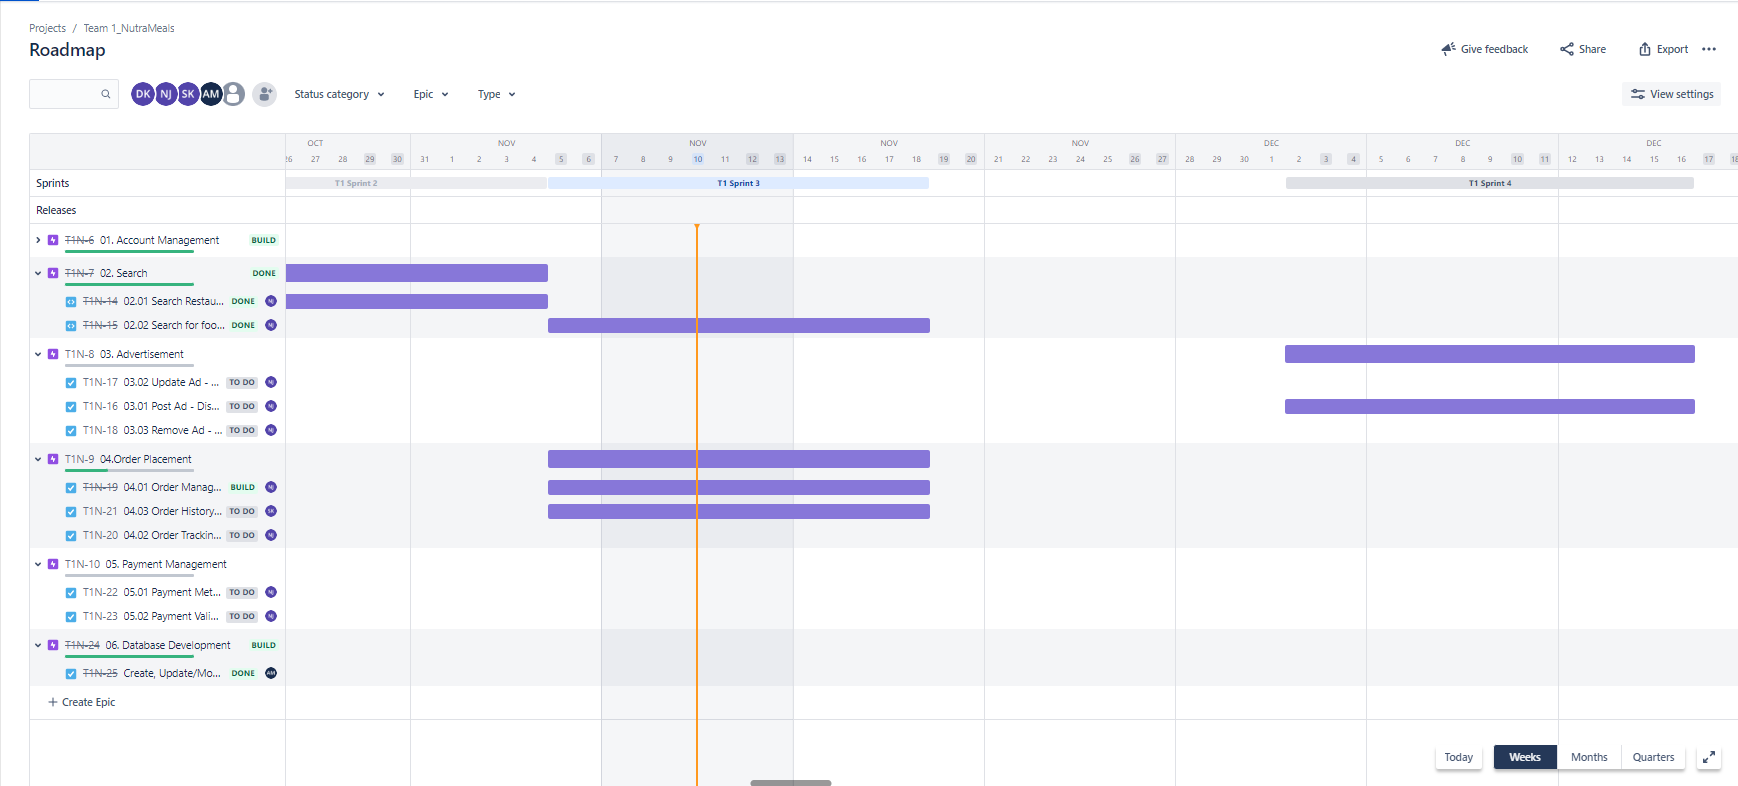 Projects / Team 1_NutraMeals
Roadmap
Give feedback Share Export
DK NJ SK AM Status category Epic Type View settings
OCT NOV NOV NOV NOV DEC DEC DEC
26 27 28 29 30 31 1 2 3 4 5 6 7 8 9 10 11 12 13 14 15 16 17 18 19 20 21 22 23 24 25 26 27 28 29 30 1 2 3 4 5 6 7 8 9 10 11 12 13 14 15 16 17 18
Sprints T1 Sprint 2 T1 Sprint 3 T1 Sprint 4
Releases
T1N-6 01. Account Management BUILD
T1N-7 02. Search DONE
T1N-14 02.01 Search Restau... DONE NJ
T1N-15 02.02 Search for foo... DONE NJ
T1N-8 03. Advertisement
T1N-17 03.02 Update Ad - ... TO DO NJ
T1N-16 03.01 Post Ad - Dis... TO DO NJ
T1N-18 03.03 Remove Ad - ... TO DO NJ
T1N-9 04.Order Placement
T1N-19 04.01 Order Manag... BUILD NJ
T1N-21 04.03 Order History... TO DO SK
T1N-20 04.02 Order Trackin... TO DO NJ
T1N-10 05. Payment Management
T1N-22 05.01 Payment Met... TO DO NJ
T1N-23 05.02 Payment Vali... TO DO NJ
T1N-24 06. Database Development BUILD
T1N-25 Create, Update/Mo... DONE AM
+ Create Epic
Today Weeks Months Quarters